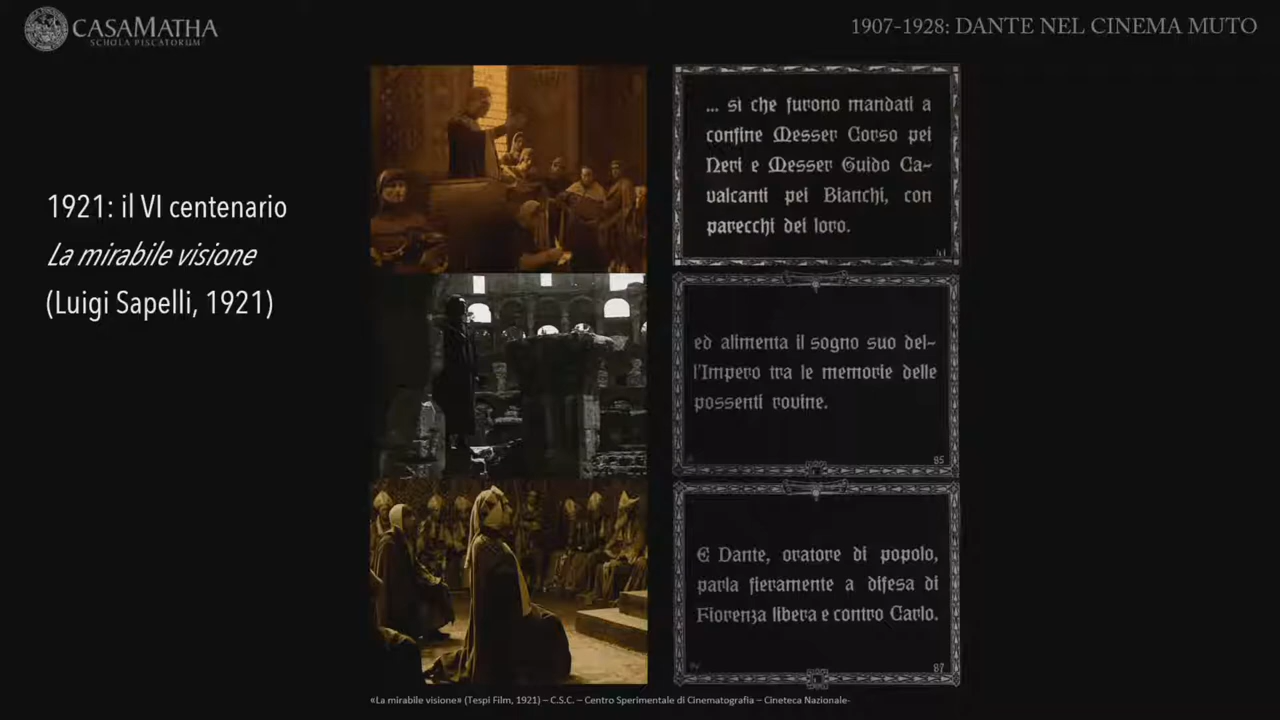 CASAMATHA
SCHOLA PISCATORUM
1907-1928: DANTE NEL CINEMA MUTO
1921: il VI centenario
La mirabile visione
(Luigi Sapelli, 1921)
... sì che furono mandati a
confine Messer Corso pei
Neri e Messer Guido Ca-
valcanti pei Bianchi, con
parecchi dei loro.
41
ed alimenta il sogno suo del-
l'Impero tra le memorie delle
possenti rovine.
85
E Dante, oratore di popolo,
parla fieramente a difesa di
Fiorenza libera e contro Carlo.
87
«La mirabile visione» (Tespi Film, 1921) – C.S.C. – Centro Sperimentale di Cinematografia – Cineteca Nazionale-